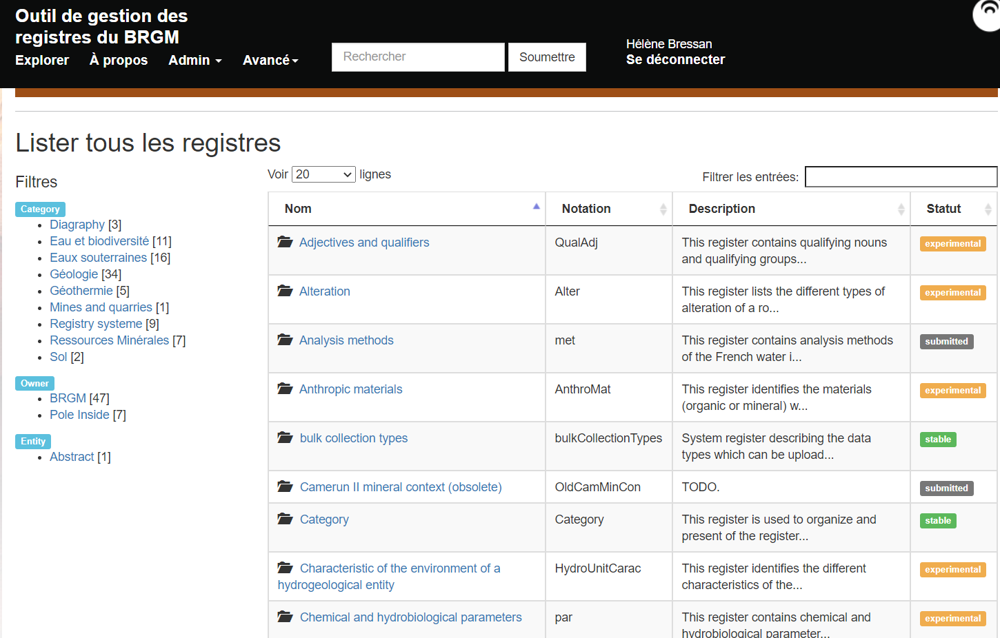 Outil de gestion des
registres du BRGM
Explorer À propos Admin Avancé
Rechercher Soumettre
Hélène Bressan
Se déconnecter
Lister tous les registres
Filtres
Category
Diagraphy [3]
Eau et biodiversité [11]
Eaux souterraines [16]
Géologie [34]
Géothermie [5]
Mines and quarries [1]
Registry systeme [9]
Ressources Minérales [7]
Sol [2]
Owner
BRGM [47]
Pole Inside [7]
Entity
Abstract [1]
Voir 20 lignes
Filtrer les entrées:
Nom Notation Description Statut
Adjectives and qualifiers QualAdj This register contains qualifying nouns experimental
and qualifying groups...
Alteration Alter This register lists the different types of experimental
alteration of a ro...
Analysis methods met This register contains analysis methods submitted
of the French water i...
Anthropic materials AnthroMat This register identifies the materials experimental
(organic or mineral) w...
bulk collection types bulkCollectionTypes System register describing the data stable
types which can be upload...
Camerun II mineral context (obsolete) OldCamMinCon TODO. submitted
Category Category This register is used to organize and stable
present of the register...
Characteristic of the environment of a HydroUnitCarac This register identifies the different experimental
hydrogeological entity characteristics of the...
Chemical and hydrobiological parameters par This register contains chemical and experimental
hydrobiological parameter...